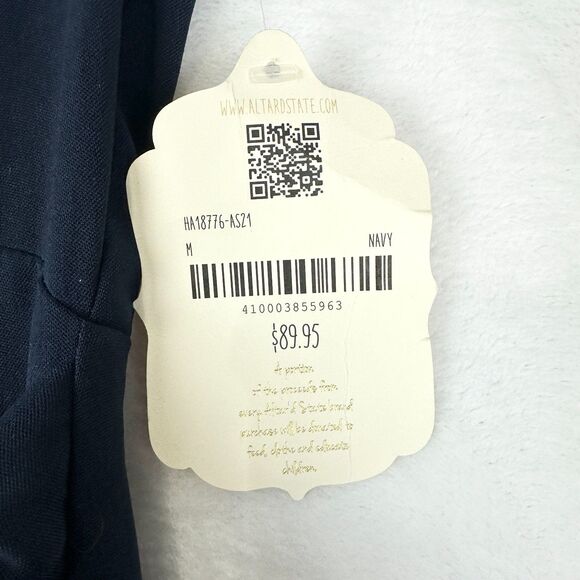 WWW.ALTARDSTATE.COM
HA18776-AS21
M NAVY
410003855963
$89.95
A portion
of the proceeds from
every Altar'd State brand
purchase will be donated to
feed, clothe and educate
children.